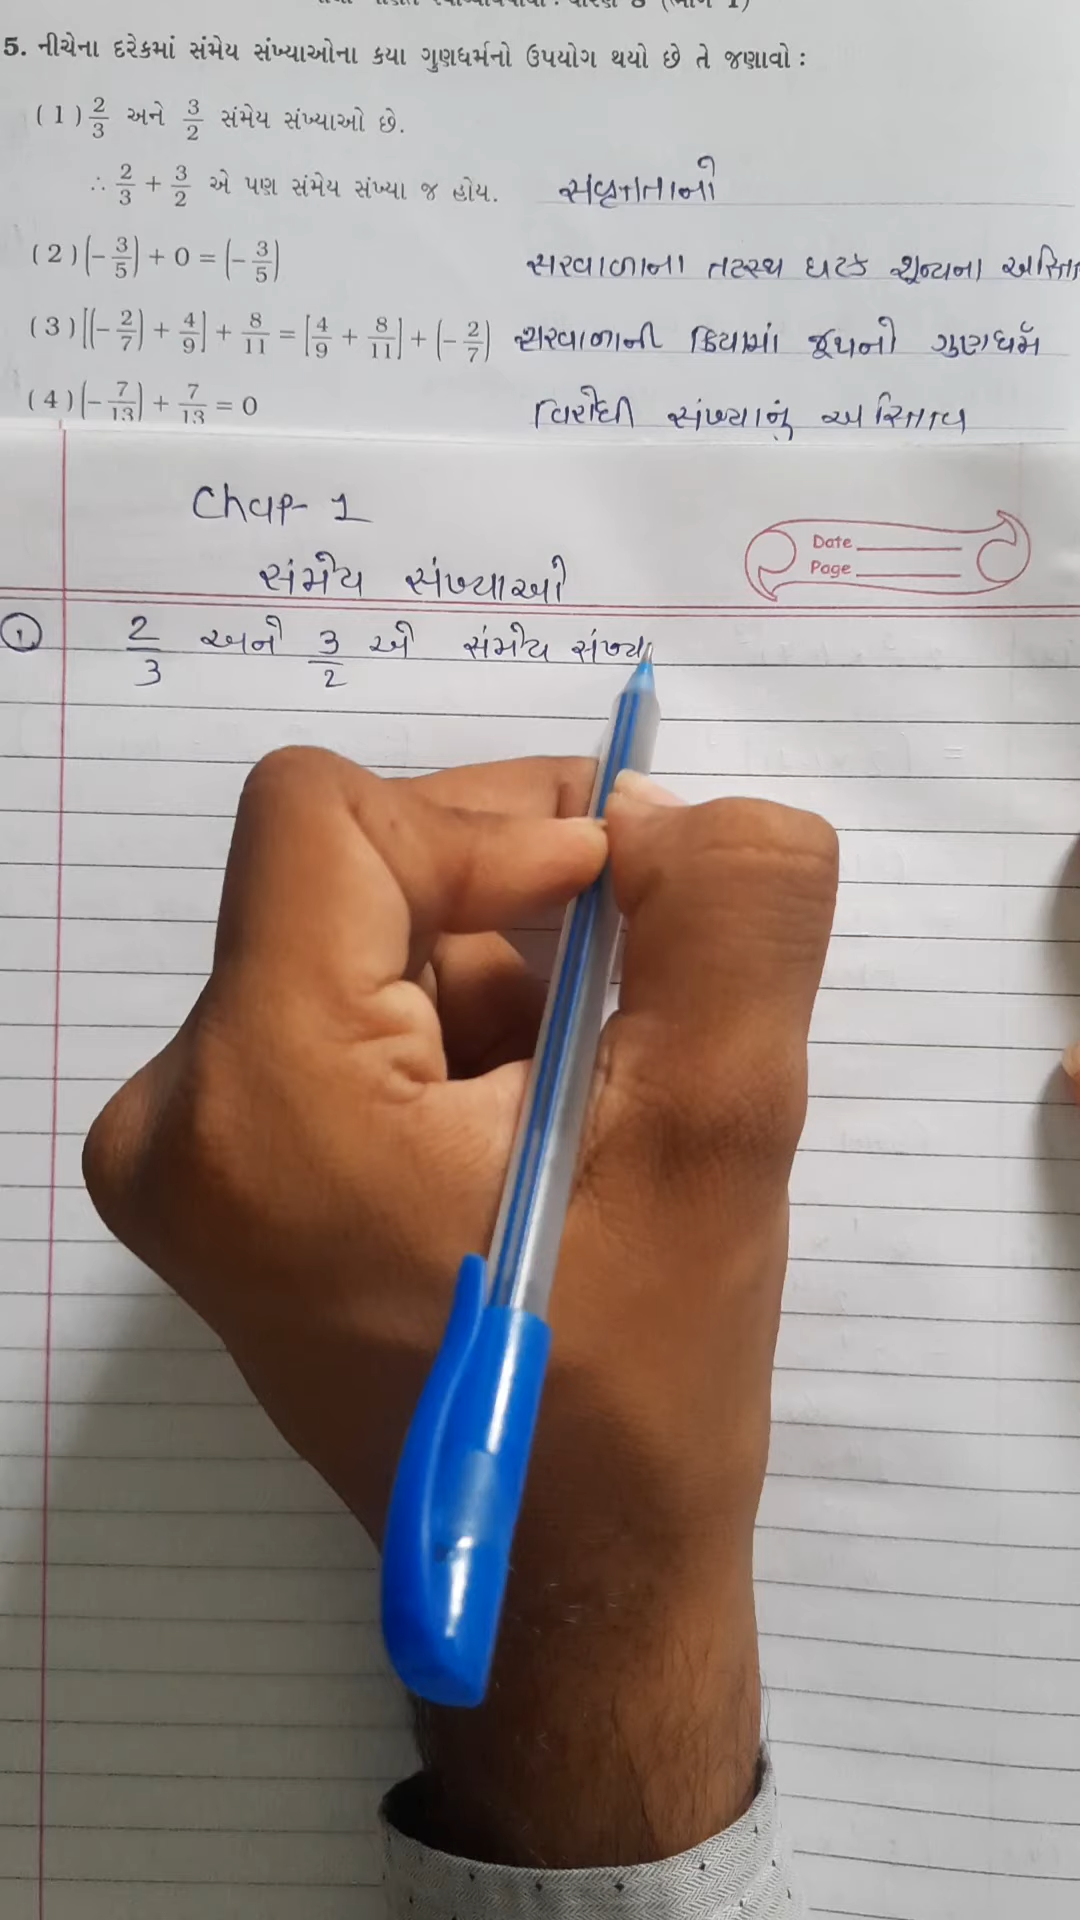 5. નીચેના દરેકમાં સંમેય સંખ્યાઓના કયા ગુણધર્મનો ઉપયોગ થયો છે તે જણાવો :
(1) 2/3 અને 3/2 સંમેય સંખ્યાઓ છે.
∴ 2/3 + 3/2 એ પણ સંમેય સંખ્યા જ હોય. સંવૃત્તતાનો
(2) (-3/5) + 0 = (-3/5) સરવાળાના તટસ્થ ઘટક શૂન્યના
(3) [(-2/7) + 4/9] + 8/11 = [4/9 + 8/11] + (-2/7) સરવાળાની ક્રિયામાં જૂથનો ગુણધર્મ
(4) (-7/13) + 7/13 = 0 વિરોધી સંખ્યાનું અસ્તિત્વ
Chap- 1
સંમેય સંખ્યાઓ
Date
Page
1. 2/3 અને 3/2 એ સંમેય સંખ્યા